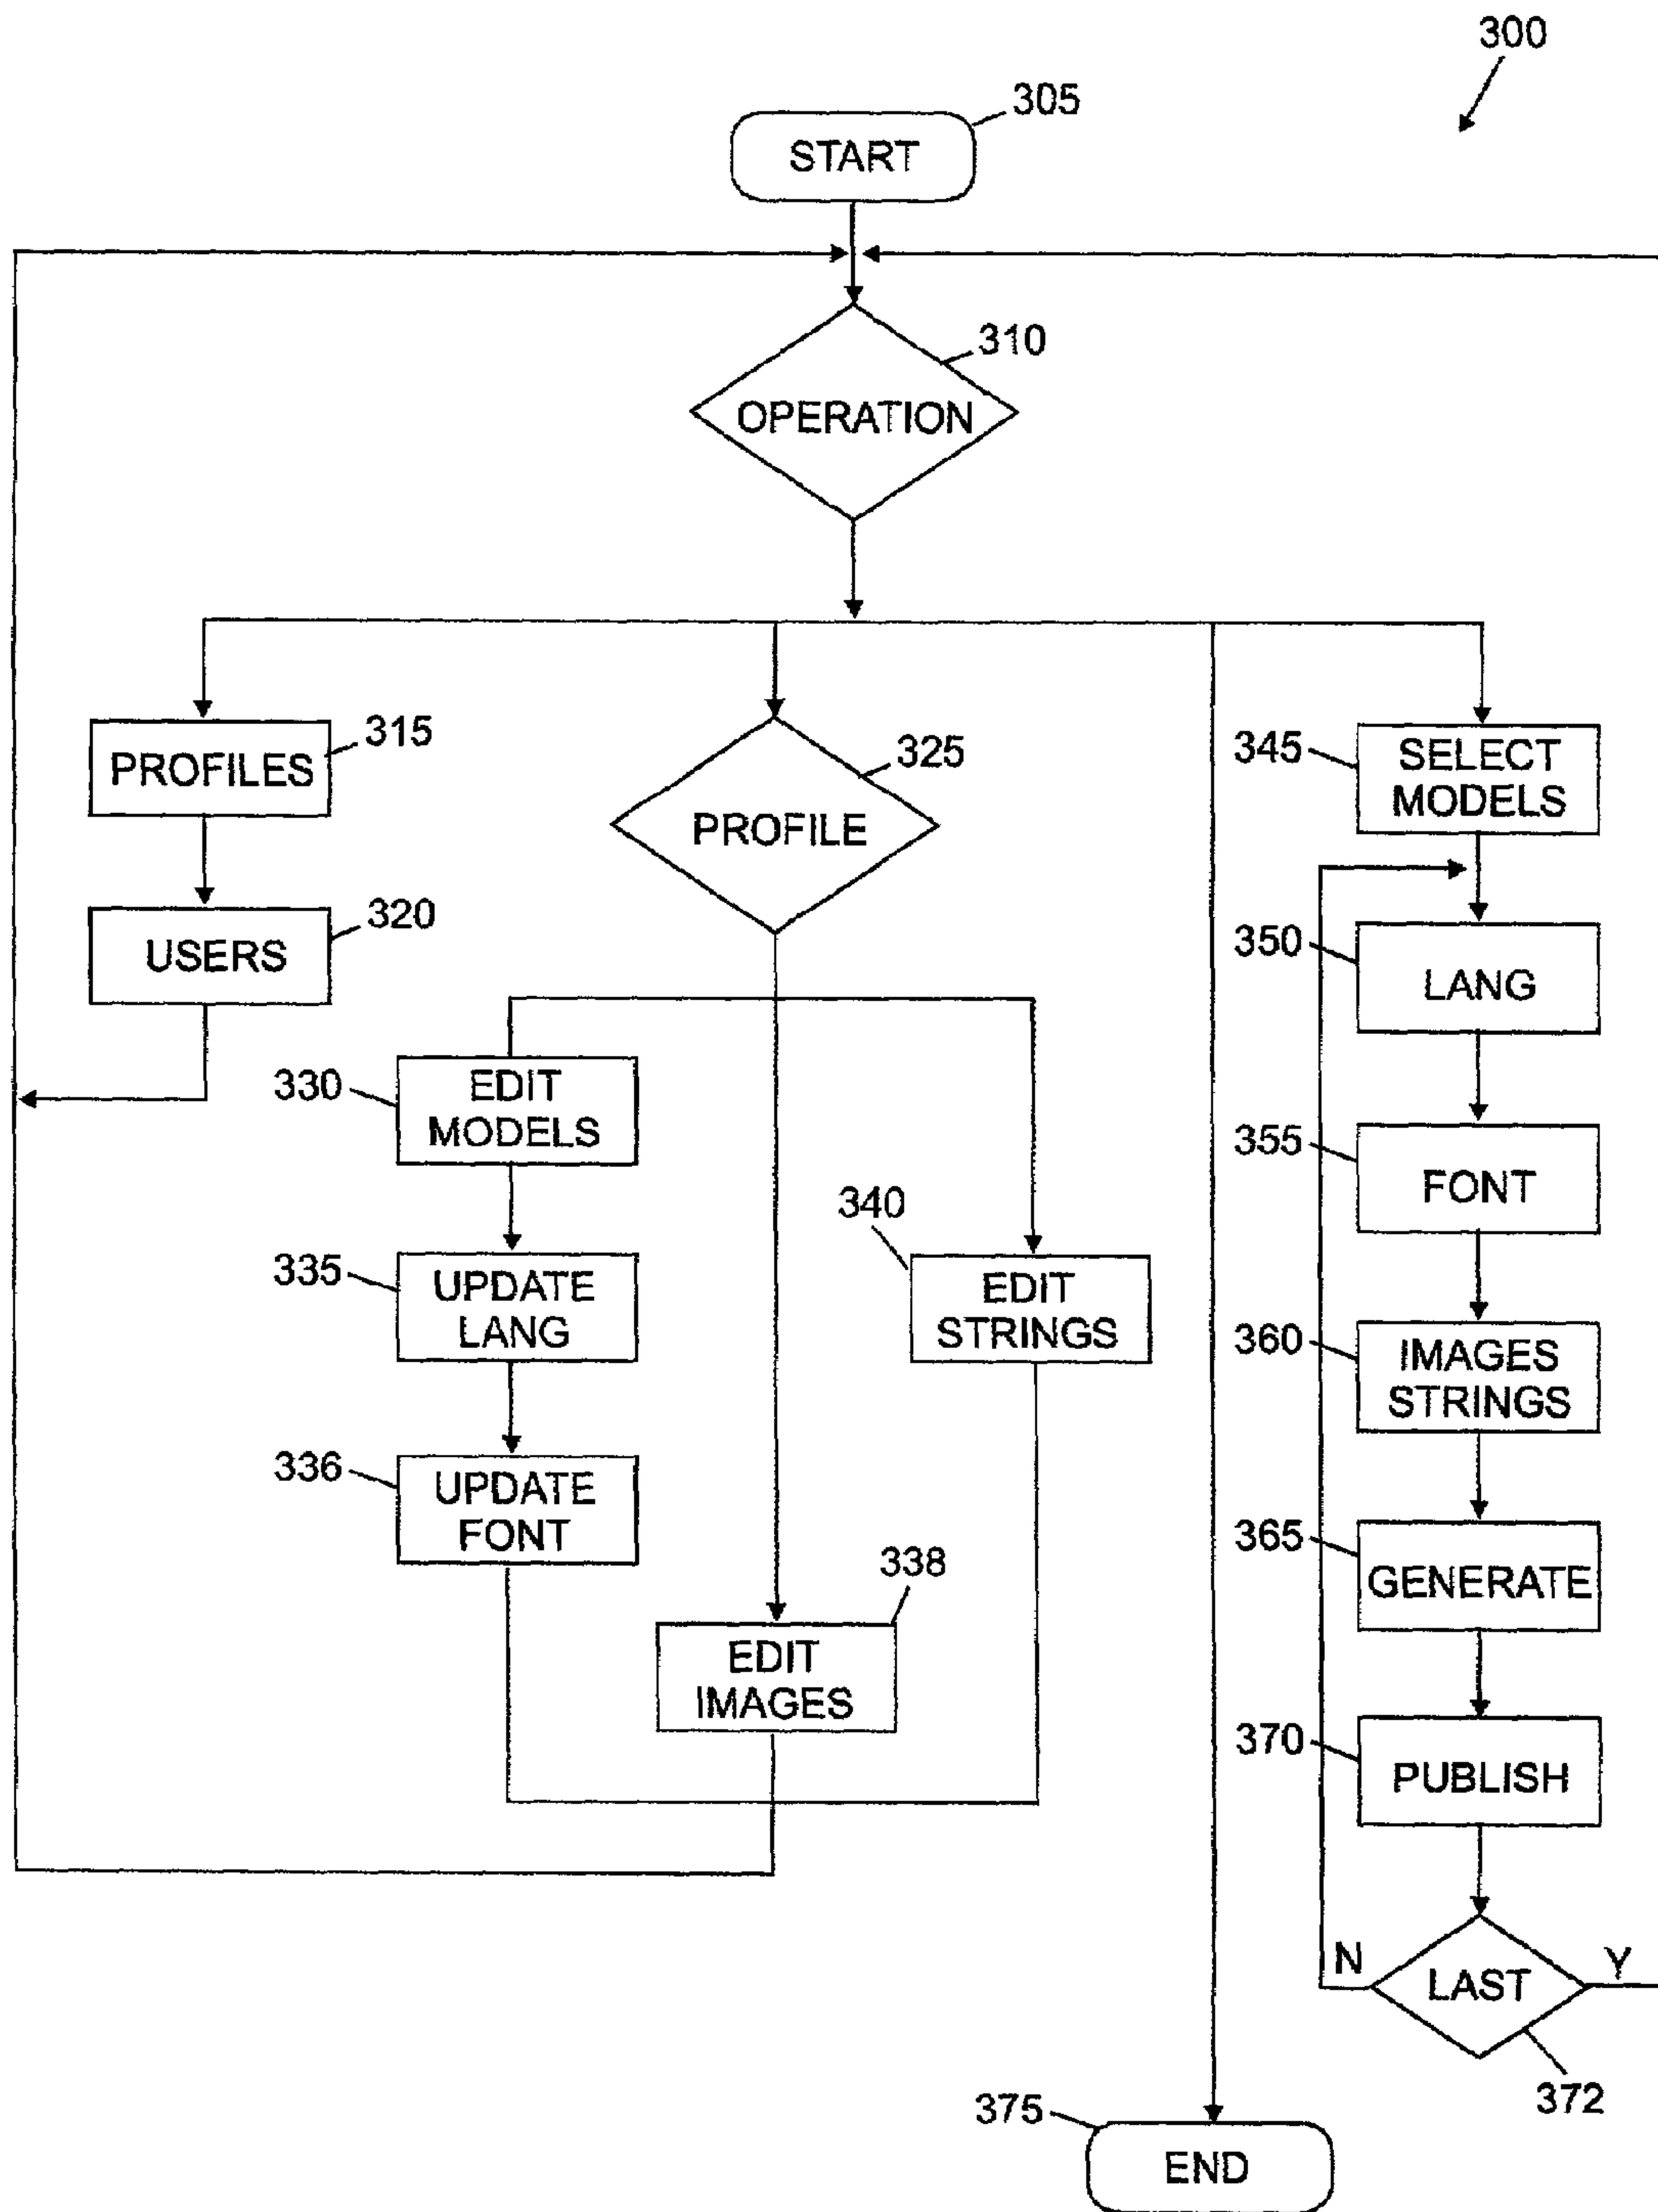 300
305
START
310
OPERATION
315
PROFILES
325
PROFILE
345
SELECT
MODELS
320
USERS
350
LANG
330
EDIT
MODELS
355
FONT
335
UPDATE
LANG
340
EDIT
STRINGS
360
IMAGES
STRINGS
336
UPDATE
FONT
365
GENERATE
338
EDIT
IMAGES
370
PUBLISH
N
LAST
Y
372
375
END